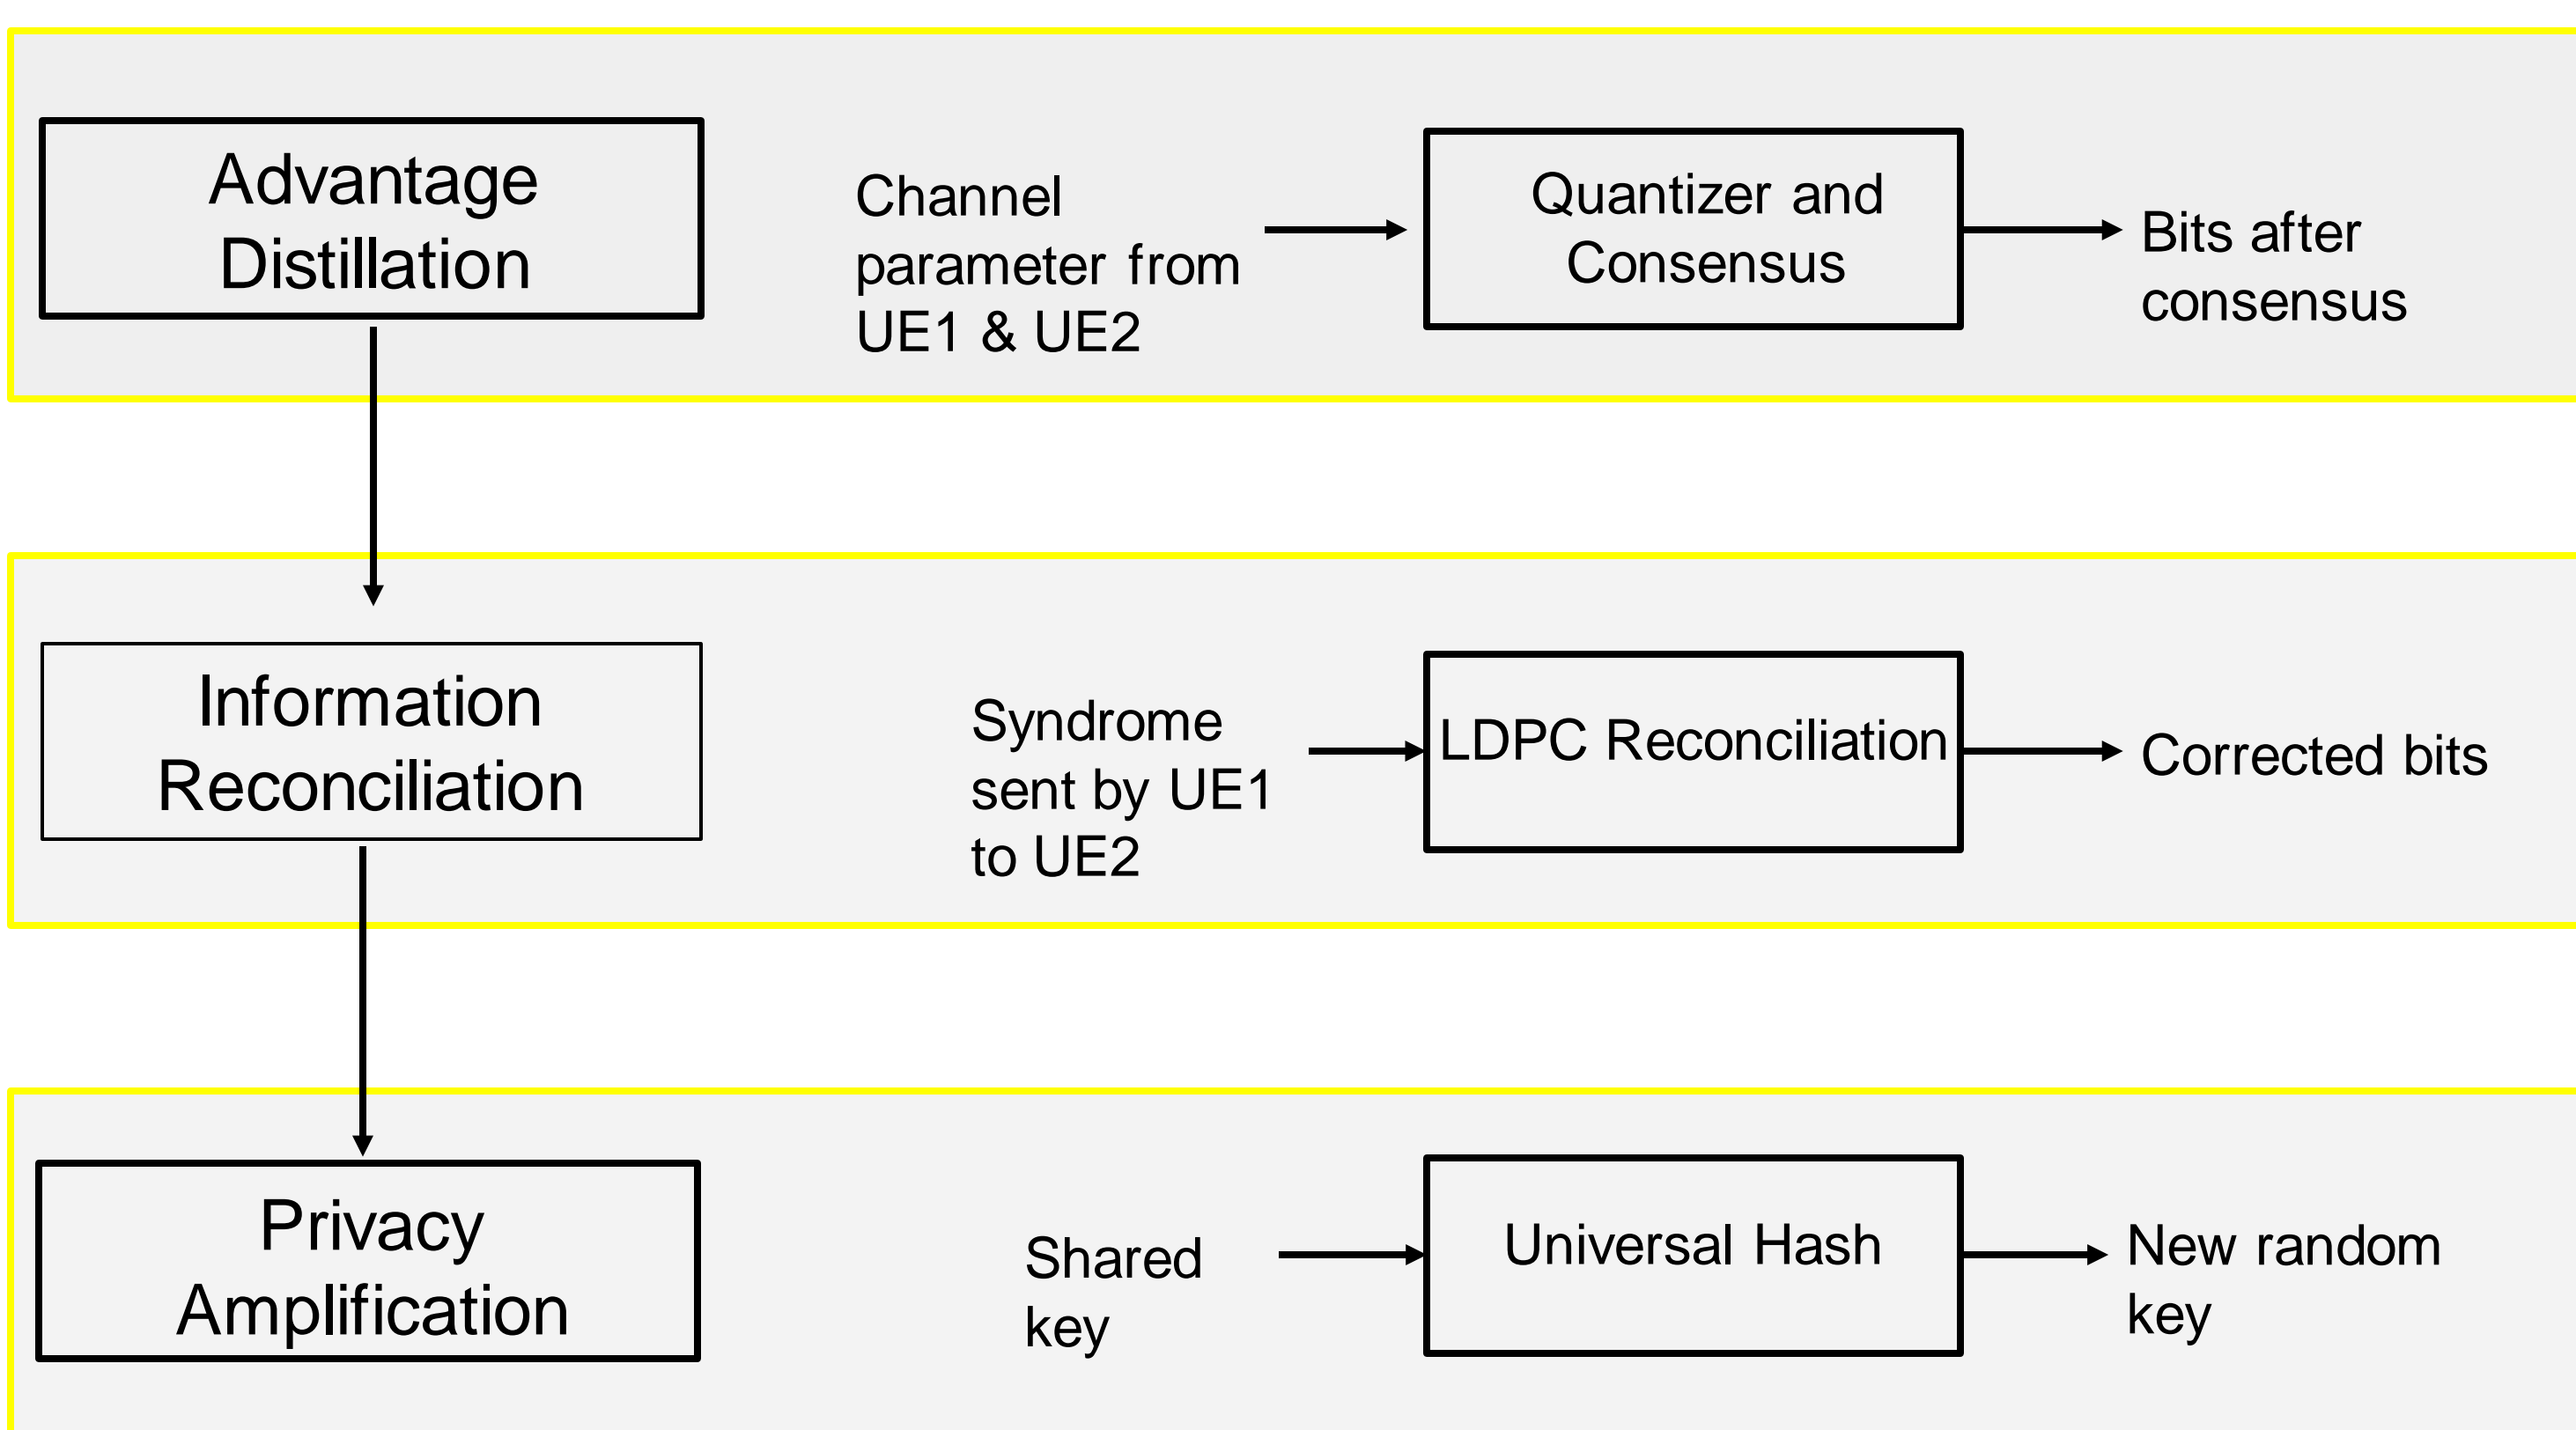 Advantage
Distillation
Channel
parameter from
UE1 & UE2
Quantizer and
Consensus
Bits after
consensus
Information
Reconciliation
Syndrome
sent by UE1
to UE2
LDPC Reconciliation
Corrected bits
Privacy
Amplification
Shared
key
Universal Hash
New random
key